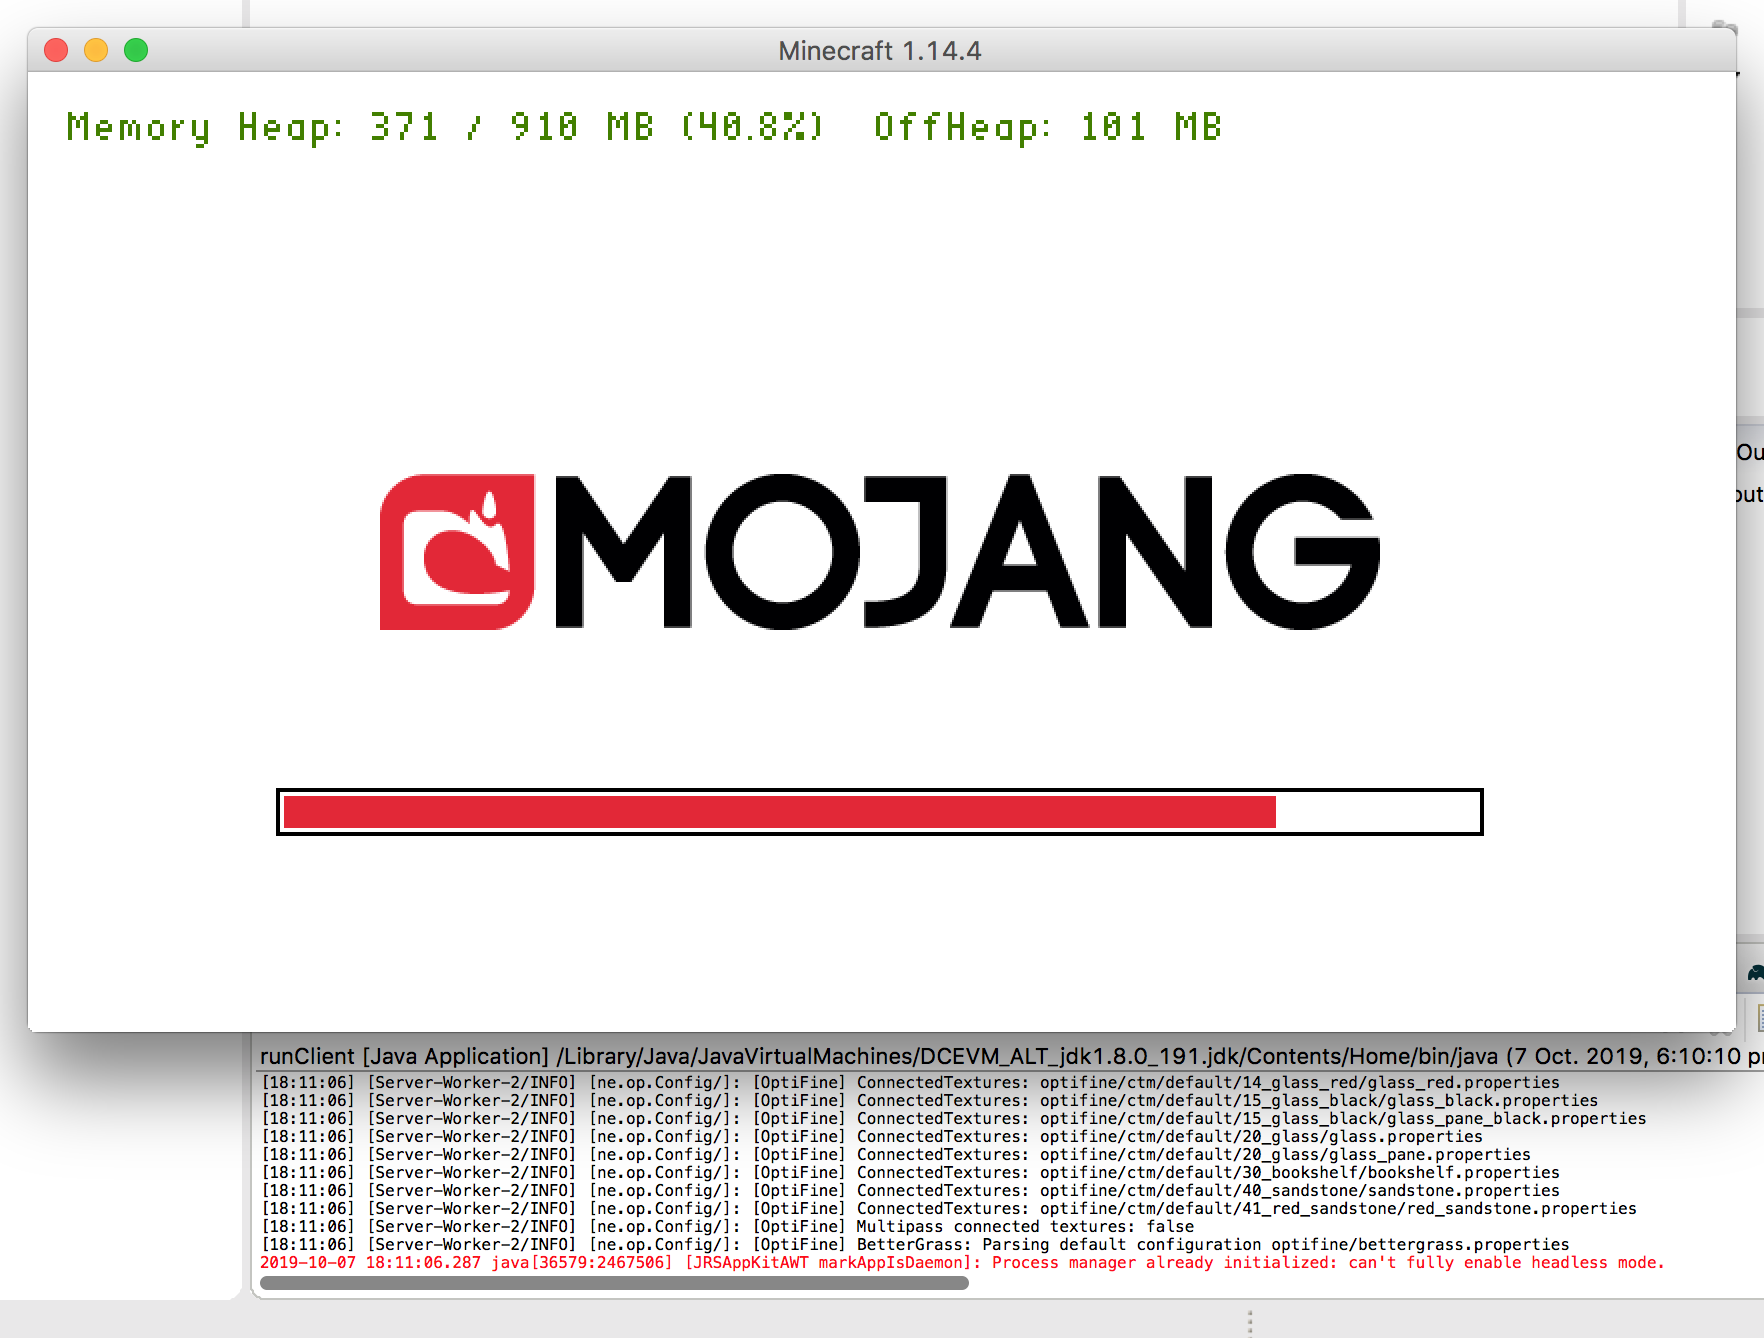 Minecraft 1.14.4
Memory Heap: 371 / 910 MB (40.8%)  OffHeap: 101 MB
MOJANG
Ou
out
runClient [Java Application] /Library/Java/JavaVirtualMachines/DCEVM_ALT_jdk1.8.0_191.jdk/Contents/Home/bin/java (7 Oct. 2019, 6:10:10 p
[18:11:06] [Server-Worker-2/INFO] [ne.op.Config/]: [OptiFine] ConnectedTextures: optifine/ctm/default/14_glass_red/glass_red.properties
[18:11:06] [Server-Worker-2/INFO] [ne.op.Config/]: [OptiFine] ConnectedTextures: optifine/ctm/default/15_glass_black/glass_black.properties
[18:11:06] [Server-Worker-2/INFO] [ne.op.Config/]: [OptiFine] ConnectedTextures: optifine/ctm/default/15_glass_black/glass_pane_black.properties
[18:11:06] [Server-Worker-2/INFO] [ne.op.Config/]: [OptiFine] ConnectedTextures: optifine/ctm/default/20_glass/glass.properties
[18:11:06] [Server-Worker-2/INFO] [ne.op.Config/]: [OptiFine] ConnectedTextures: optifine/ctm/default/20_glass/glass_pane.properties
[18:11:06] [Server-Worker-2/INFO] [ne.op.Config/]: [OptiFine] ConnectedTextures: optifine/ctm/default/30_bookshelf/bookshelf.properties
[18:11:06] [Server-Worker-2/INFO] [ne.op.Config/]: [OptiFine] ConnectedTextures: optifine/ctm/default/40_sandstone/sandstone.properties
[18:11:06] [Server-Worker-2/INFO] [ne.op.Config/]: [OptiFine] ConnectedTextures: optifine/ctm/default/41_red_sandstone/red_sandstone.properties
[18:11:06] [Server-Worker-2/INFO] [ne.op.Config/]: [OptiFine] Multipass connected textures: false
[18:11:06] [Server-Worker-2/INFO] [ne.op.Config/]: [OptiFine] BetterGrass: Parsing default configuration optifine/bettergrass.properties
2019-10-07 18:11:06.287 java[36579:2467506] [JRSAppKitAWT markAppIsDaemon]: Process manager already initialized: can't fully enable headless mode.